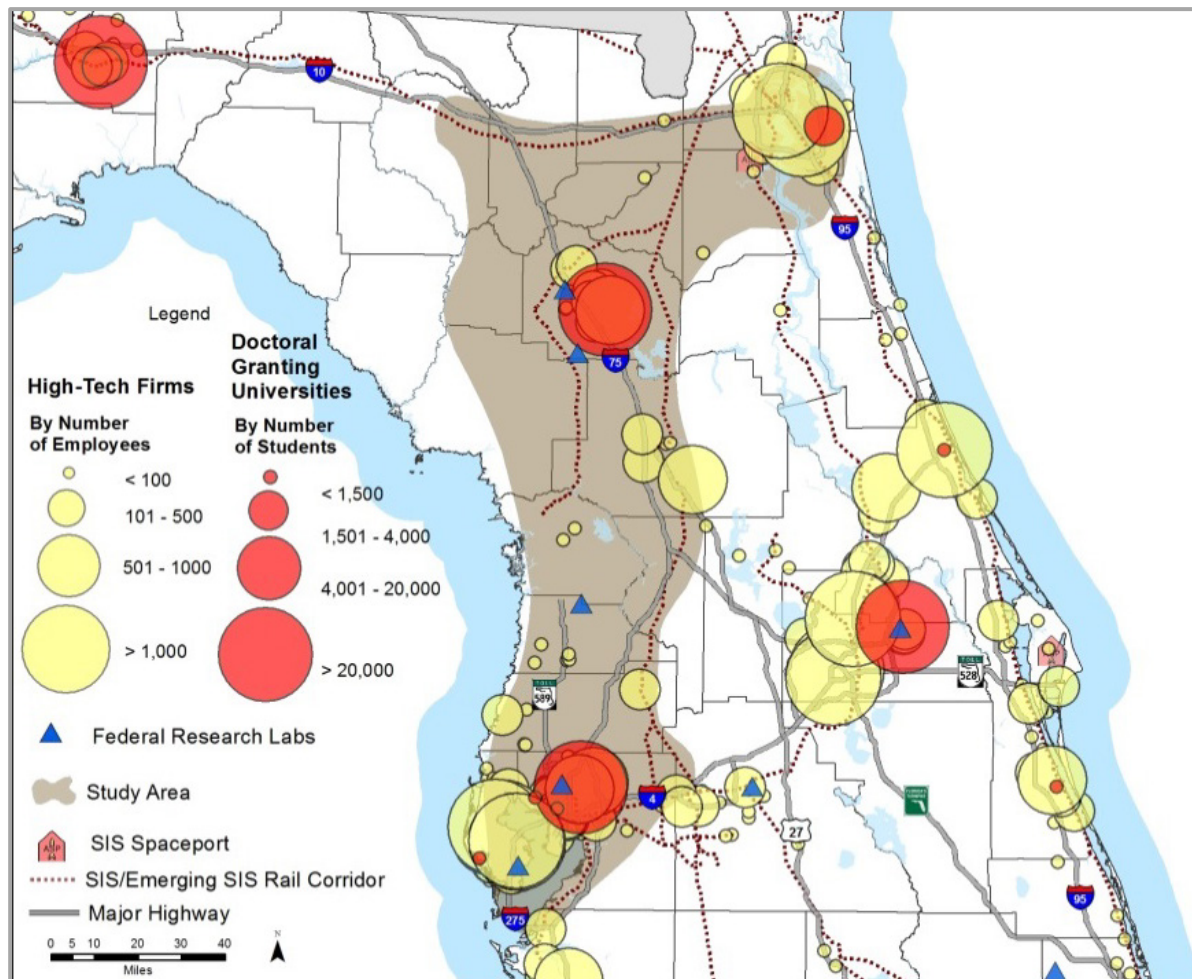 10
95
75
Legend
High-Tech Firms
By Number
of Employees
< 100
101 - 500
501 - 1000
> 1,000
Doctoral
Granting
Universities
By Number
of Students
< 1,500
1,501 - 4,000
4,001 - 20,000
> 20,000
Federal Research Labs
Study Area
SIS Spaceport
SIS/Emerging SIS Rail Corridor
Major Highway
0 5 10 20 30 40
Miles
N
TOLL
528
TOLL
589
4
27
275
95